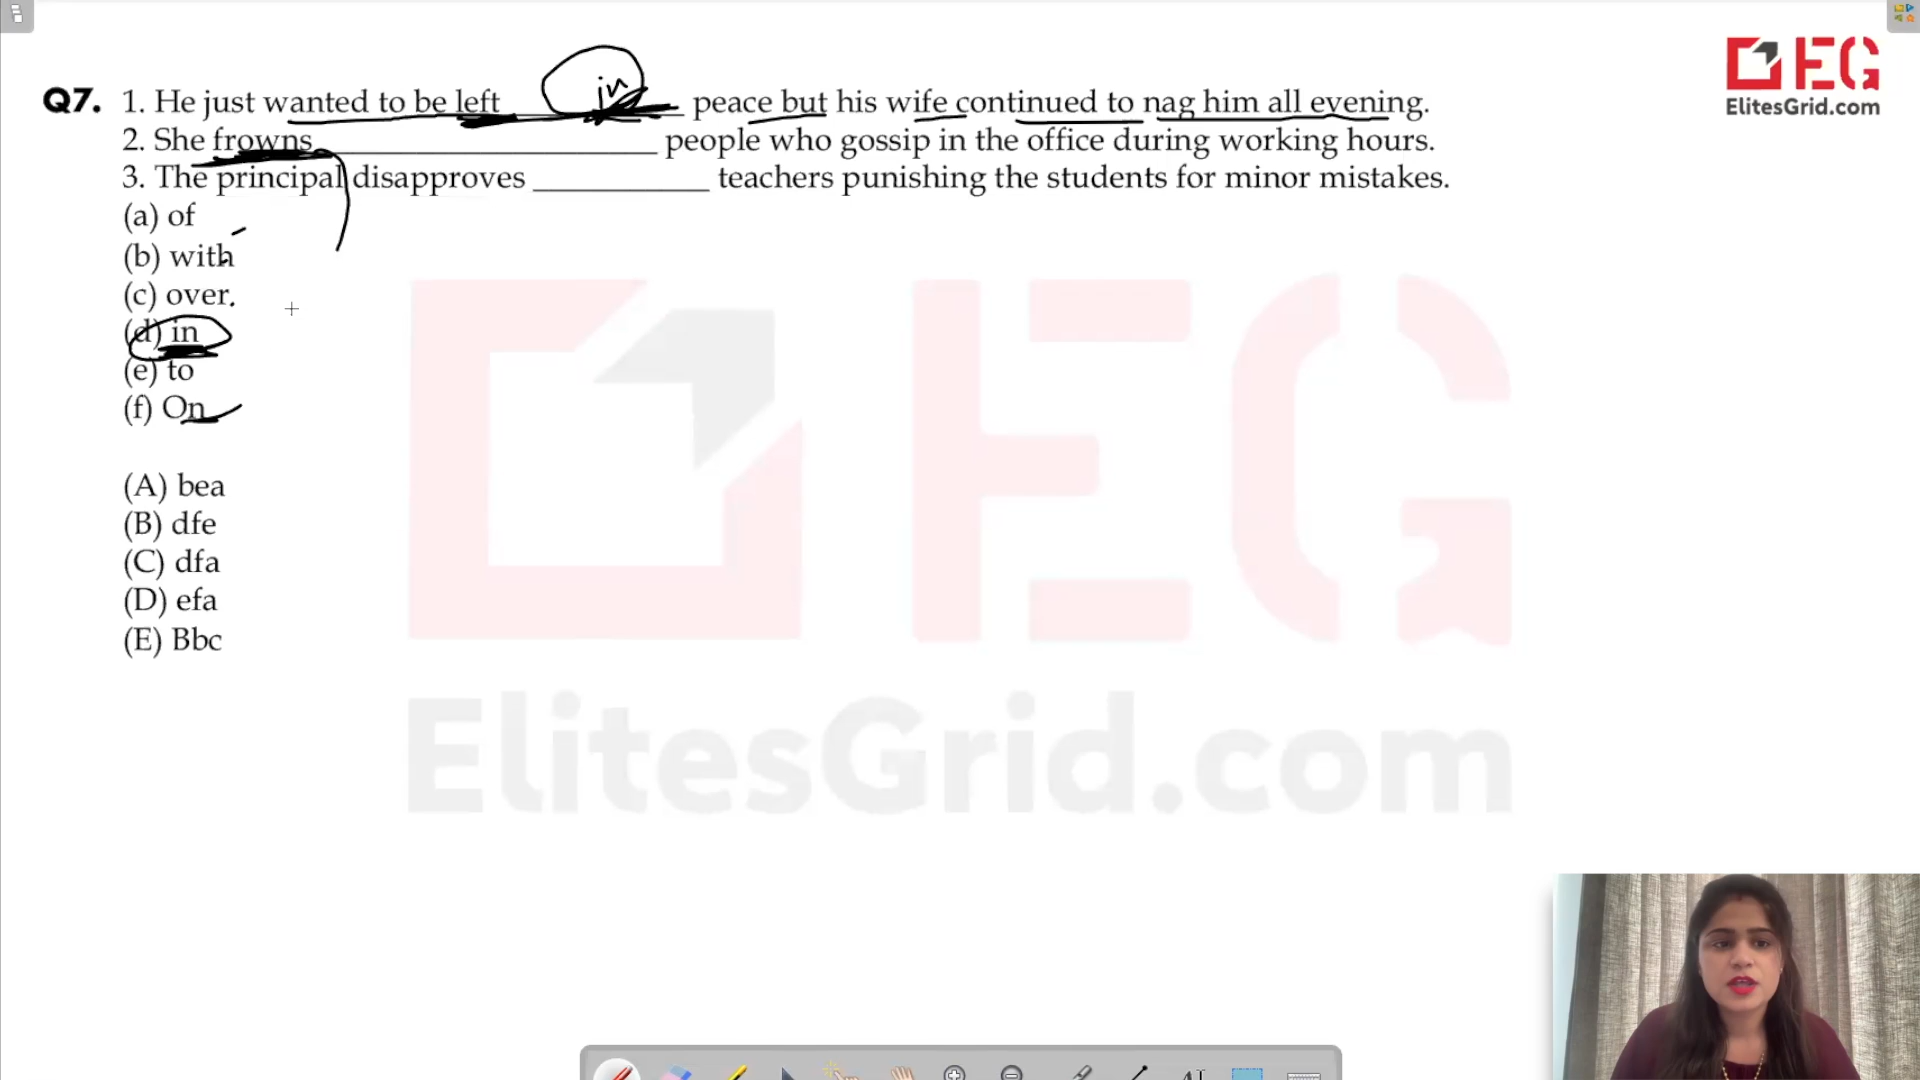 EG
ElitesGrid.com
in
Q7. 1. He just wanted to be left ____________ peace but his wife continued to nag him all evening.
2. She frowns ______________________ people who gossip in the office during working hours.
3. The principal disapproves ___________ teachers punishing the students for minor mistakes.
(a) of
(b) with
(c) over.
(d) in
(e) to
(f) On
(A) bea
(B) dfe
(C) dfa
(D) efa
(E) Bbc
EG
ElitesGrid.com